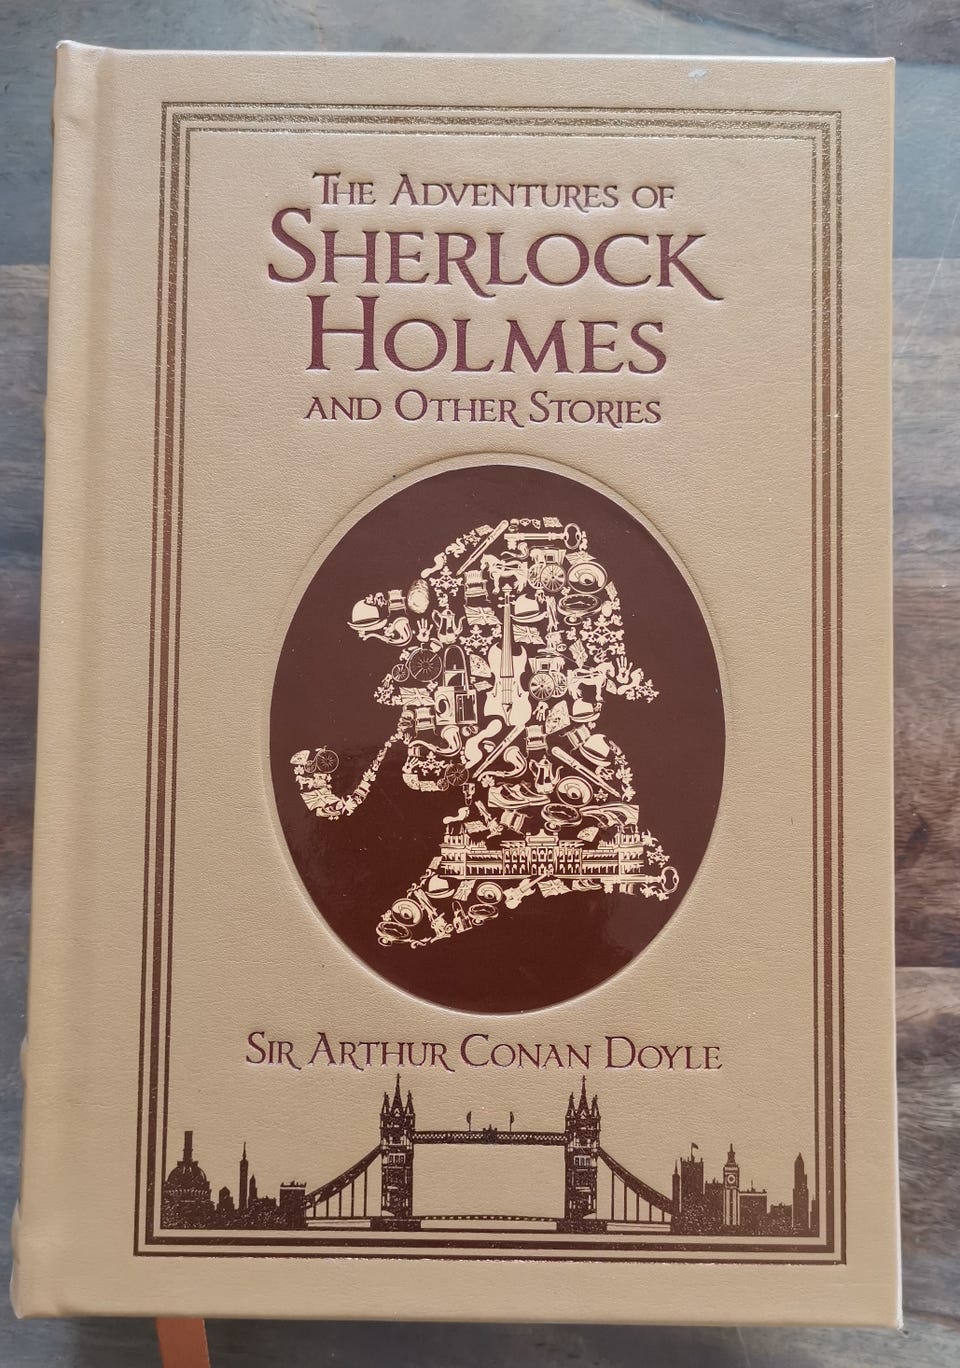 The Adventures of
Sherlock
Holmes
and Other Stories
Sir Arthur Conan Doyle